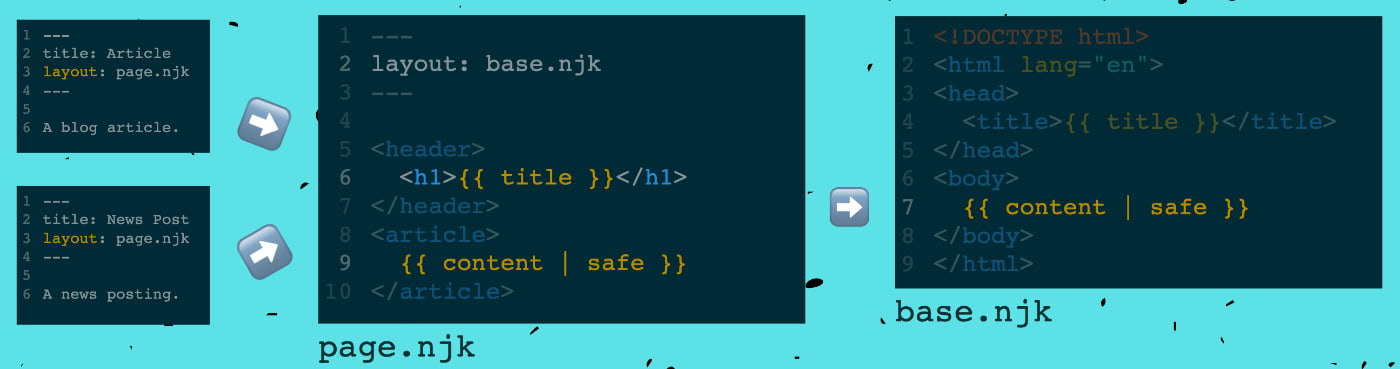 1 ---
2 title: Article
3 layout: page.njk
4 ---
5
6 A blog article.
1 ---
2 title: News Post
3 layout: page.njk
4 ---
5
6 A news posting.
1 ---
2 layout: base.njk
3 ---
4
5 <header>
6 <h1>{{ title }}</h1>
7 </header>
8 <article>
9 {{ content | safe }}
10 </article>
page.njk
1 <!DOCTYPE html>
2 <html lang="en">
3 <head>
4 <title>{{ title }}</title>
5 </head>
6 <body>
7 {{ content | safe }}
8 </body>
9 </html>
base.njk